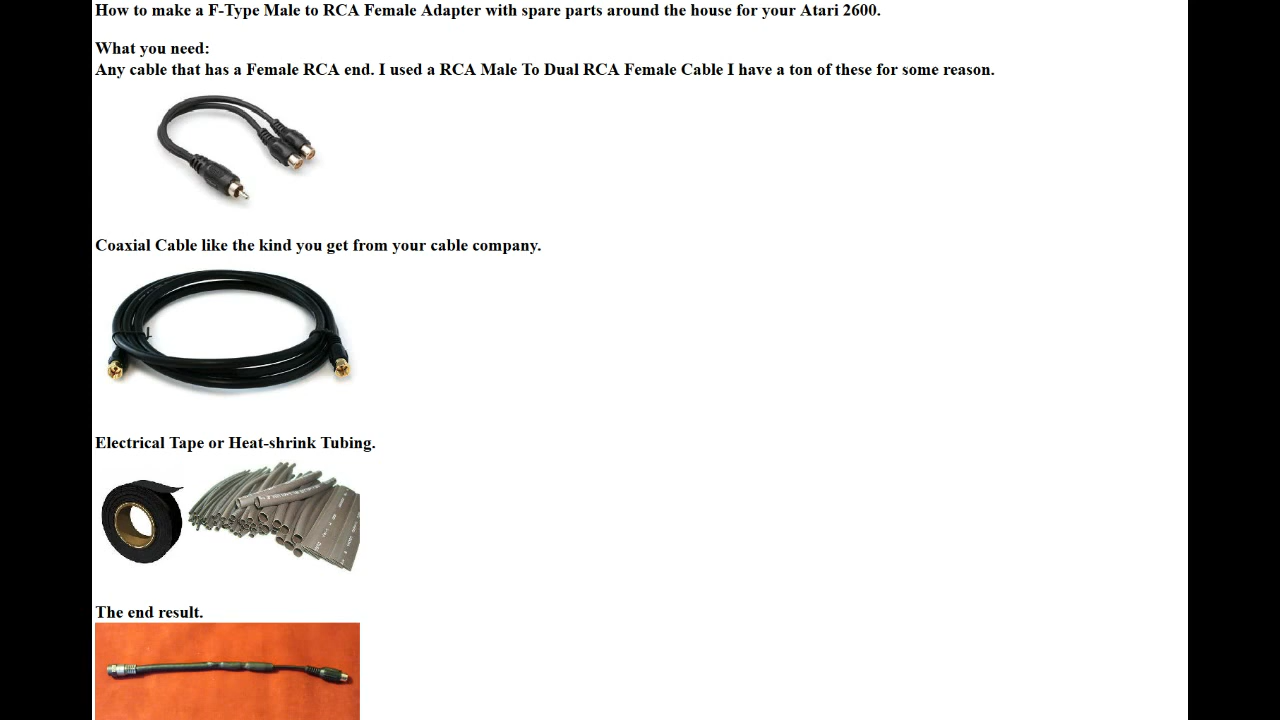 How to make a F-Type Male to RCA Female Adapter with spare parts around the house for your Atari 2600.
What you need:
Any cable that has a Female RCA end. I used a RCA Male To Dual RCA Female Cable I have a ton of these for some reason.
Coaxial Cable like the kind you get from your cable company.
Electrical Tape or Heat-shrink Tubing.
The end result.